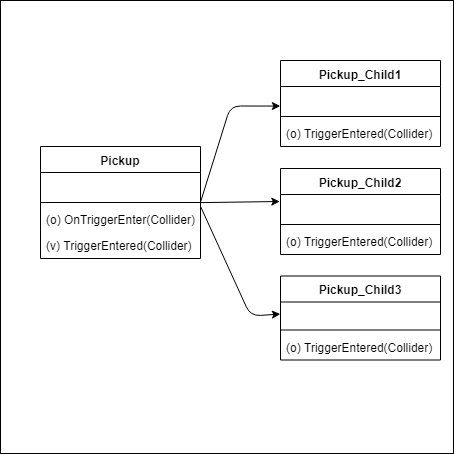 Pickup
(o) OnTriggerEnter(Collider)
(v) TriggerEntered(Collider)
Pickup_Child1
(o) TriggerEntered(Collider)
Pickup_Child2
(o) TriggerEntered(Collider)
Pickup_Child3
(o) TriggerEntered(Collider)